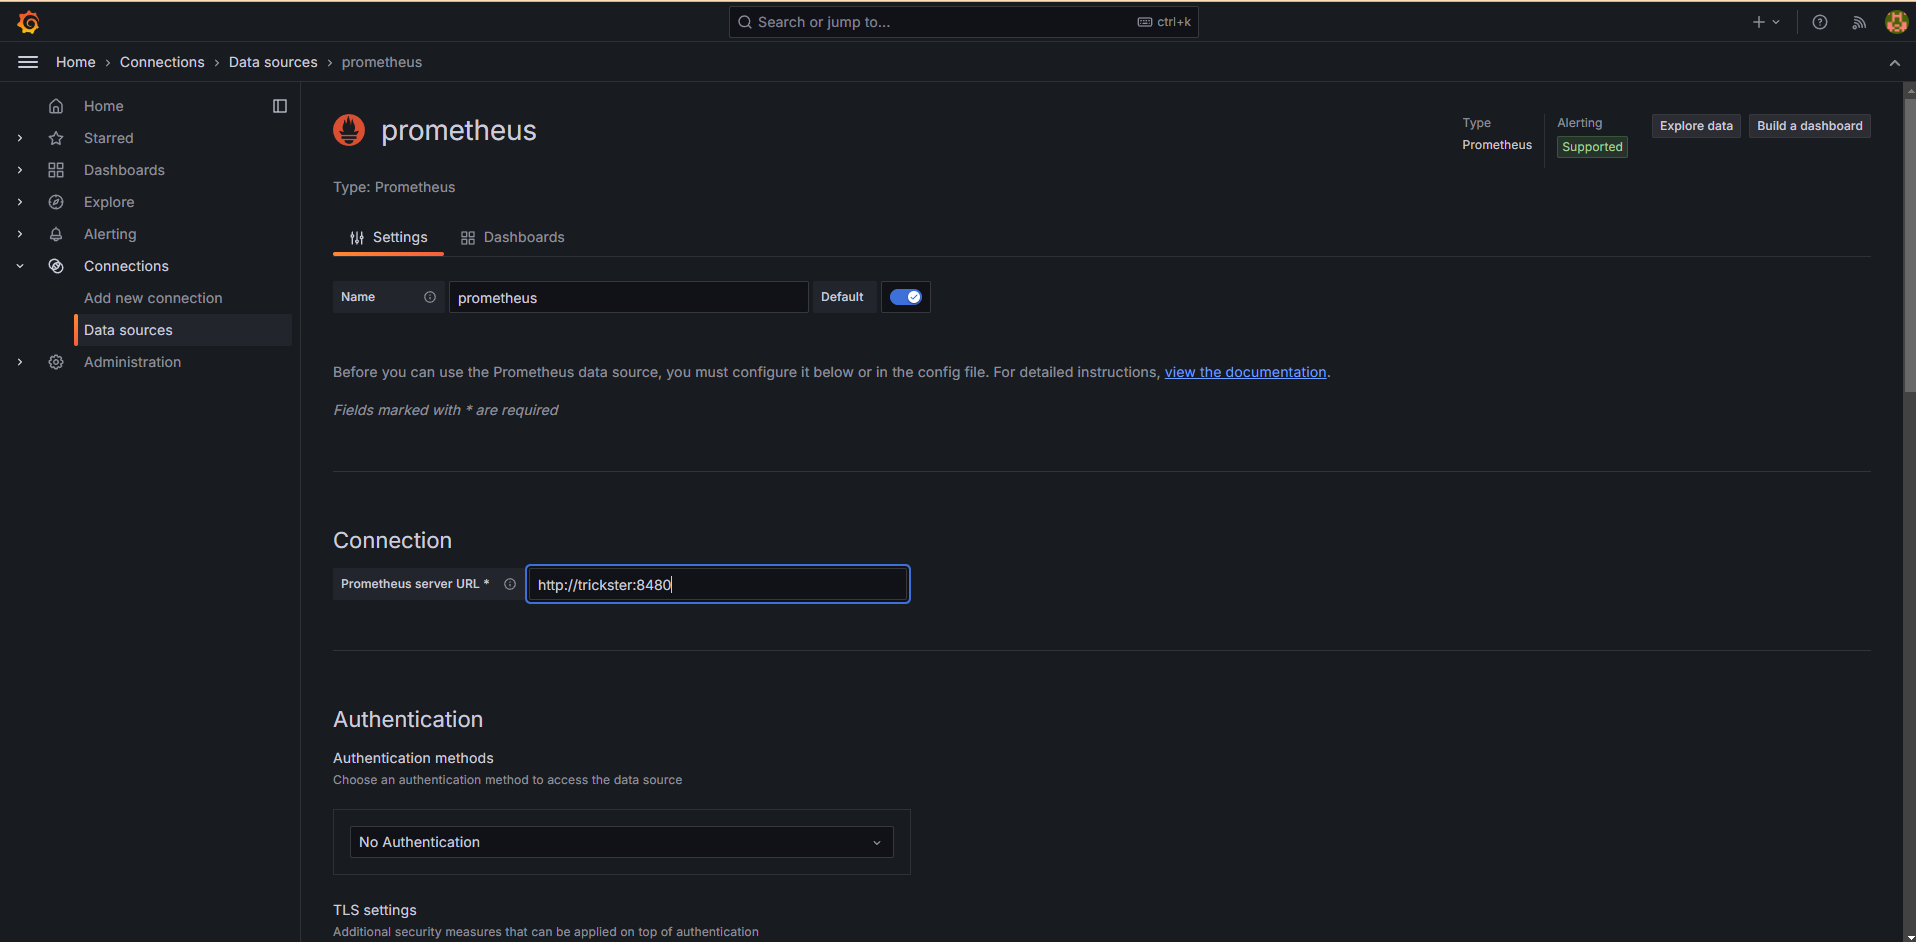 Search or jump to...
ctrl+k
Home › Connections › Data sources › prometheus
Home
Starred
Dashboards
Explore
Alerting
Connections
Add new connection
Data sources
Administration
prometheus
Type
Prometheus
Alerting
Supported
Explore data
Build a dashboard
Type: Prometheus
Settings
Dashboards
Name
prometheus
Default
Before you can use the Prometheus data source, you must configure it below or in the config file. For detailed instructions, view the documentation.
Fields marked with * are required
Connection
Prometheus server URL *
http://trickster:8480
Authentication
Authentication methods
Choose an authentication method to access the data source
No Authentication
TLS settings
Additional security measures that can be applied on top of authentication